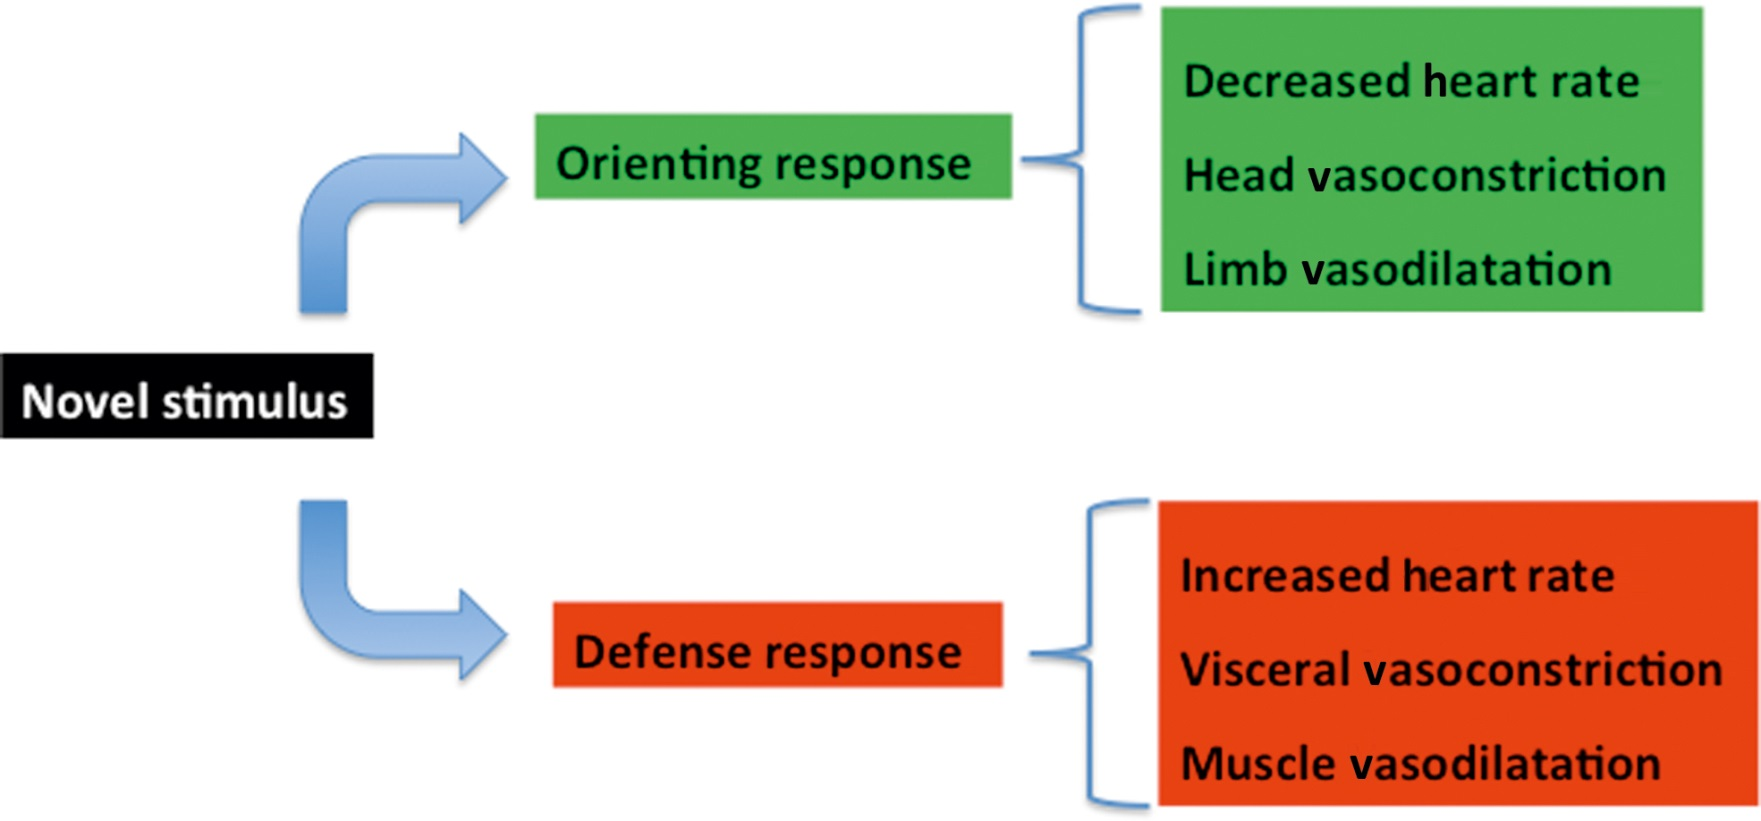 Decreased heart rate
Orienting response
Head vasoconstriction
Limb vasodilatation
Novel stimulus
Increased heart rate
Defense response
Visceral vasoconstriction
Muscle vasodilatation